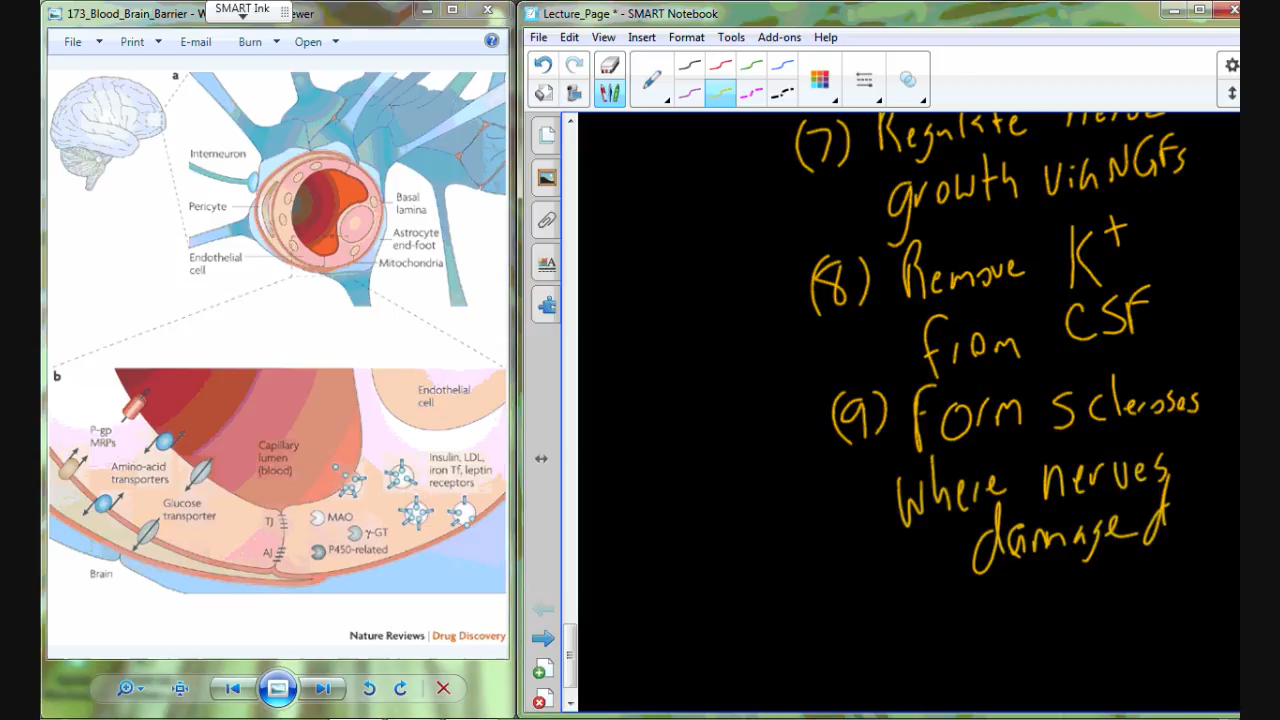 173_Blood_Brain_Barrier - W
SMART Ink
ewer
File Print E-mail Burn Open
a
Interneuron
Pericyte
Endothelial
cell
Basal
lamina
Astrocyte
end-foot
Mitochondria
b
P-gp
MRPs
Amino-acid
transporters
Glucose
transporter
Capillary
lumen
(blood)
Endothelial
cell
Insulin, LDL,
iron Tf, leptin
receptors
TJ
MAO
γ-GT
AJ
P450-related
Brain
Nature Reviews | Drug Discovery
Lecture_Page * - SMART Notebook
File Edit View Insert Format Tools Add-ons Help
(7) Regulate nerve
growth via NGFs
(8) Remove K+
from CSF
(9) Form scleroses
where nerves
damaged